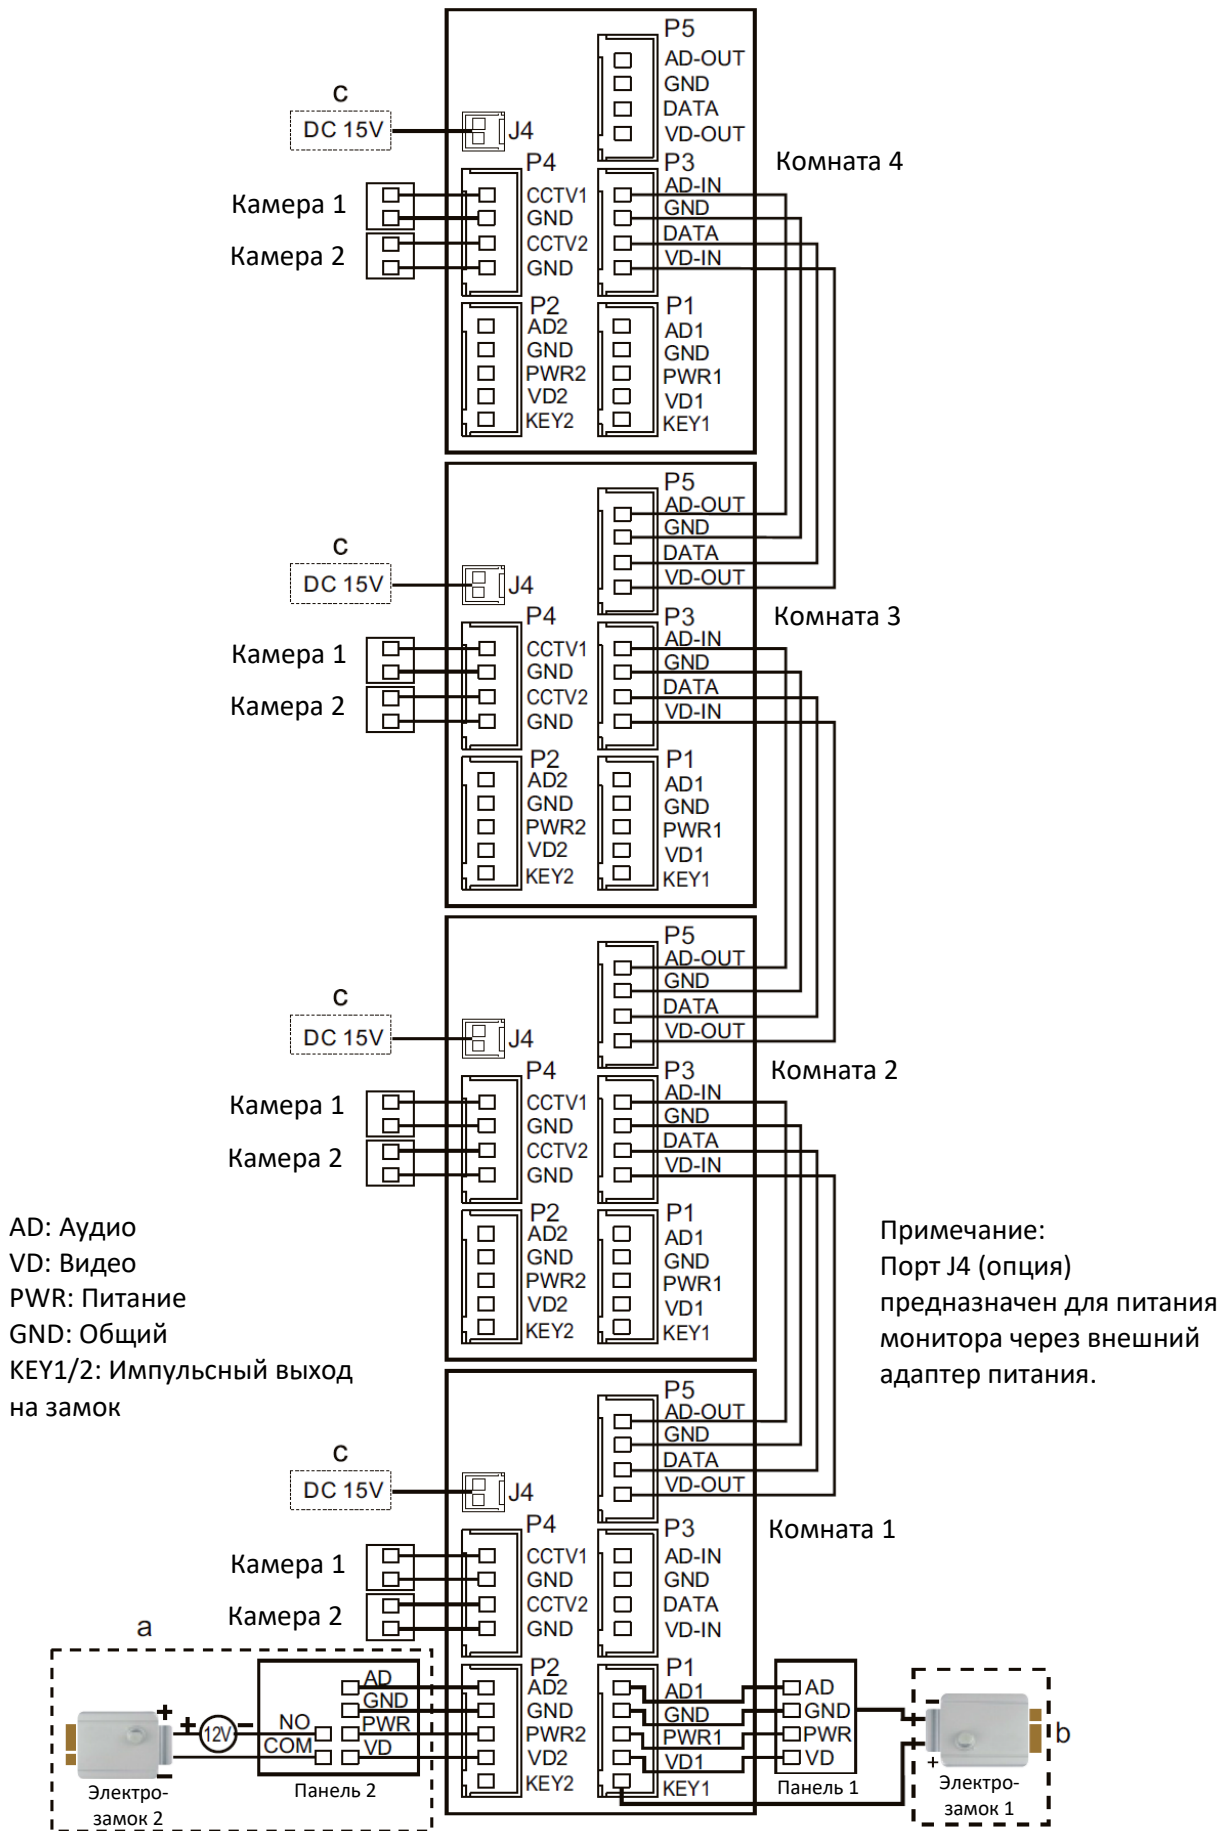 P5
AD-OUT
GND
DATA
VD-OUT
c
DC 15V
J4
Комната 4
P4
CCTV1
GND
CCTV2
GND
Камера 1
Камера 2
P3
AD-IN
GND
DATA
VD-IN
P2
AD2
GND
PWR2
VD2
KEY2
P1
AD1
GND
PWR1
VD1
KEY1
P5
AD-OUT
GND
DATA
VD-OUT
c
DC 15V
J4
Комната 3
P4
CCTV1
GND
CCTV2
GND
Камера 1
Камера 2
P3
AD-IN
GND
DATA
VD-IN
P2
AD2
GND
PWR2
VD2
KEY2
P1
AD1
GND
PWR1
VD1
KEY1
P5
AD-OUT
GND
DATA
VD-OUT
c
DC 15V
J4
Комната 2
P4
CCTV1
GND
CCTV2
GND
Камера 1
Камера 2
P3
AD-IN
GND
DATA
VD-IN
P2
AD2
GND
PWR2
VD2
KEY2
P1
AD1
GND
PWR1
VD1
KEY1
AD: Аудио
VD: Видео
PWR: Питание
GND: Общий
KEY1/2: Импульсный выход
на замок
Примечание:
Порт J4 (опция)
предназначен для питания
монитора через внешний
адаптер питания.
P5
AD-OUT
GND
DATA
VD-OUT
c
DC 15V
J4
Комната 1
P4
CCTV1
GND
CCTV2
GND
Камера 1
Камера 2
P3
AD-IN
GND
DATA
VD-IN
a
P2
AD2
GND
PWR2
VD2
KEY2
P1
AD1
GND
PWR1
VD1
KEY1
AD
GND
PWR
VD
NO
COM
+ + 12V −
−
Электро-
замок 2
Панель 2
AD
GND
PWR
VD
Панель 1
−
+
b
Электро-
замок 1